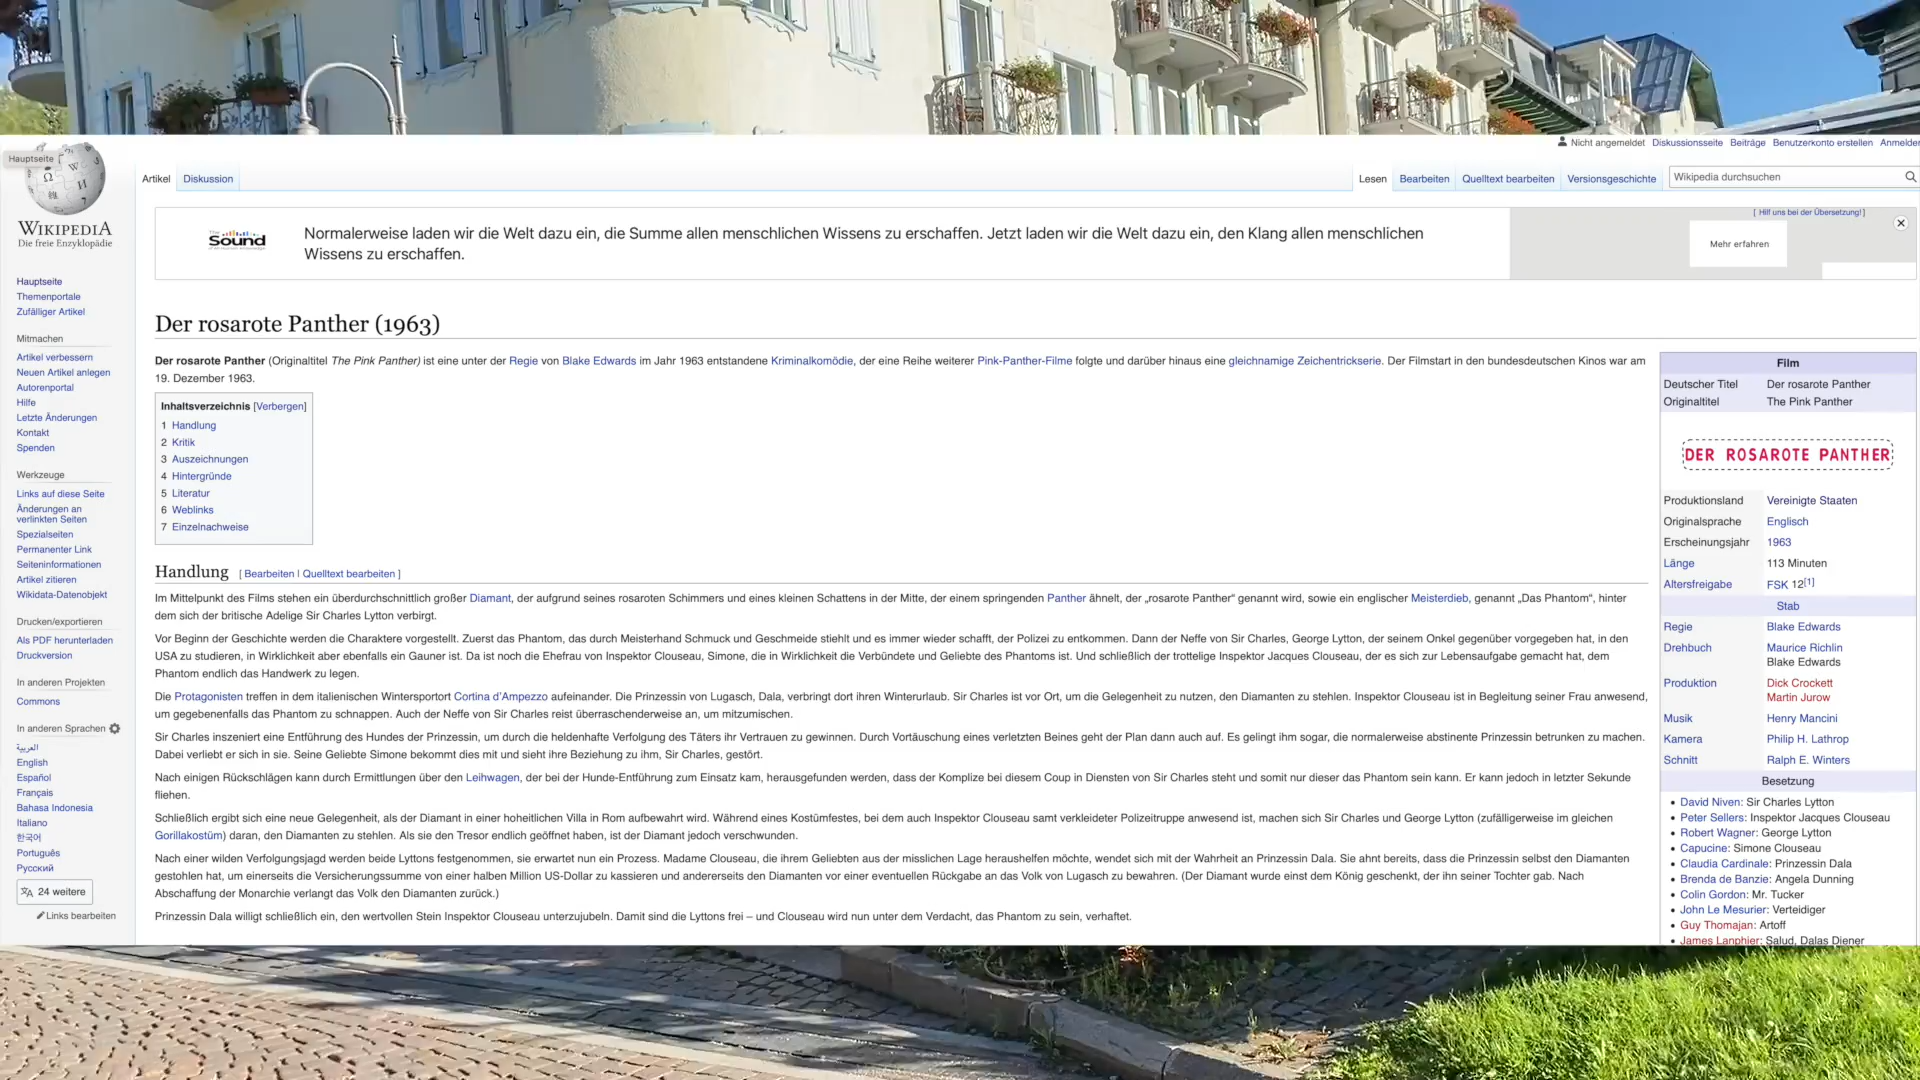 Nicht angemeldet Diskussionsseite Beiträge Benutzerkonto erstellen Anmelden
Hauptseite
WIKIPEDIA
Die freie Enzyklopädie
Artikel Diskussion
Lesen Bearbeiten Quelltext bearbeiten Versionsgeschichte
Wikipedia durchsuchen
Hauptseite
Themenportale
Zufälliger Artikel
Mitmachen
Artikel verbessern
Neuen Artikel anlegen
Autorenportal
Hilfe
Letzte Änderungen
Kontakt
Spenden
Werkzeuge
Links auf diese Seite
Änderungen an
verlinkten Seiten
Spezialseiten
Permanenter Link
Seiteninformationen
Artikel zitieren
Wikidata-Datenobjekt
Drucken/exportieren
Als PDF herunterladen
Druckversion
In anderen Projekten
Commons
In anderen Sprachen
العربية
English
Español
Français
Bahasa Indonesia
Italiano
한국어
Português
Русский
24 weitere
Links bearbeiten
The
Sound
Normalerweise laden wir die Welt dazu ein, die Summe allen menschlichen Wissens zu erschaffen. Jetzt laden wir die Welt dazu ein, den Klang allen menschlichen
Wissens zu erschaffen.
[ Hilf uns bei der Übersetzung! ]
Mehr erfahren
Der rosarote Panther (1963)
Der rosarote Panther (Originaltitel The Pink Panther) ist eine unter der Regie von Blake Edwards im Jahr 1963 entstandene Kriminalkomödie, der eine Reihe weiterer Pink-Panther-Filme folgte und darüber hinaus eine gleichnamige Zeichentrickserie. Der Filmstart in den bundesdeutschen Kinos war am
19. Dezember 1963.
Inhaltsverzeichnis [Verbergen]
1 Handlung
2 Kritik
3 Auszeichnungen
4 Hintergründe
5 Literatur
6 Weblinks
7 Einzelnachweise
Handlung [ Bearbeiten | Quelltext bearbeiten ]
Im Mittelpunkt des Films stehen ein überdurchschnittlich großer Diamant, der aufgrund seines rosaroten Schimmers und eines kleinen Schattens in der Mitte, der einem springenden Panther ähnelt, der „rosarote Panther“ genannt wird, sowie ein englischer Meisterdieb, genannt „Das Phantom“, hinter
dem sich der britische Adelige Sir Charles Lytton verbirgt.
Vor Beginn der Geschichte werden die Charaktere vorgestellt. Zuerst das Phantom, das durch Meisterhand Schmuck und Geschmeide stiehlt und es immer wieder schafft, der Polizei zu entkommen. Dann der Neffe von Sir Charles, George Lytton, der seinem Onkel gegenüber vorgegeben hat, in den
USA zu studieren, in Wirklichkeit aber ebenfalls ein Gauner ist. Da ist noch die Ehefrau von Inspektor Clouseau, Simone, die in Wirklichkeit die Verbündete und Geliebte des Phantoms ist. Und schließlich der trottelige Inspektor Jacques Clouseau, der es sich zur Lebensaufgabe gemacht hat, dem
Phantom endlich das Handwerk zu legen.
Die Protagonisten treffen in dem italienischen Wintersportort Cortina d’Ampezzo aufeinander. Die Prinzessin von Lugasch, Dala, verbringt dort ihren Winterurlaub. Sir Charles ist vor Ort, um die Gelegenheit zu nutzen, den Diamanten zu stehlen. Inspektor Clouseau ist in Begleitung seiner Frau anwesend,
um gegebenenfalls das Phantom zu schnappen. Auch der Neffe von Sir Charles reist überraschenderweise an, um mitzumischen.
Sir Charles inszeniert eine Entführung des Hundes der Prinzessin, um durch die heldenhafte Verfolgung des Täters ihr Vertrauen zu gewinnen. Durch Vortäuschung eines verletzten Beines geht der Plan dann auch auf. Es gelingt ihm sogar, die normalerweise abstinente Prinzessin betrunken zu machen.
Dabei verliebt er sich in sie. Seine Geliebte Simone bekommt dies mit und sieht ihre Beziehung zu ihm, Sir Charles, gestört.
Nach einigen Rückschlägen kann durch Ermittlungen über den Leihwagen, der bei der Hunde-Entführung zum Einsatz kam, herausgefunden werden, dass der Komplize bei diesem Coup in Diensten von Sir Charles steht und somit nur dieser das Phantom sein kann. Er kann jedoch in letzter Sekunde
fliehen.
Schließlich ergibt sich eine neue Gelegenheit, als der Diamant in einer hoheitlichen Villa in Rom aufbewahrt wird. Während eines Kostümfestes, bei dem auch Inspektor Clouseau samt verkleideter Polizeitruppe anwesend ist, machen sich Sir Charles und George Lytton (zufälligerweise im gleichen
Gorillakostüm) daran, den Diamanten zu stehlen. Als sie den Tresor endlich geöffnet haben, ist der Diamant jedoch verschwunden.
Nach einer wilden Verfolgungsjagd werden beide Lyttons festgenommen, sie erwartet nun ein Prozess. Madame Clouseau, die ihrem Geliebten aus der misslichen Lage heraushelfen möchte, wendet sich mit der Wahrheit an Prinzessin Dala. Sie ahnt bereits, dass die Prinzessin selbst den Diamanten
gestohlen hat, um einerseits die Versicherungssumme von einer halben Million US-Dollar zu kassieren und andererseits den Diamanten vor einer eventuellen Rückgabe an das Volk von Lugasch zu bewahren. (Der Diamant wurde einst dem König geschenkt, der ihn seiner Tochter gab. Nach
Abschaffung der Monarchie verlangt das Volk den Diamanten zurück.)
Prinzessin Dala willigt schließlich ein, den wertvollen Stein Inspektor Clouseau unterzujubeln. Damit sind die Lyttons frei – und Clouseau wird nun unter dem Verdacht, das Phantom zu sein, verhaftet.
Film
Deutscher Titel Der rosarote Panther
Originaltitel The Pink Panther
DER ROSAROTE PANTHER
Produktionsland Vereinigte Staaten
Originalsprache Englisch
Erscheinungsjahr 1963
Länge 113 Minuten
Altersfreigabe FSK 12[1]
Stab
Regie Blake Edwards
Drehbuch Maurice Richlin
Blake Edwards
Produktion Dick Crockett
Martin Jurow
Musik Henry Mancini
Kamera Philip H. Lathrop
Schnitt Ralph E. Winters
Besetzung
David Niven: Sir Charles Lytton
Peter Sellers: Inspektor Jacques Clouseau
Robert Wagner: George Lytton
Capucine: Simone Clouseau
Claudia Cardinale: Prinzessin Dala
Brenda de Banzie: Angela Dunning
Colin Gordon: Mr. Tucker
John Le Mesurier: Verteidiger
Guy Thomajan: Artoff
James Lanphier: Salud, Dalas Diener